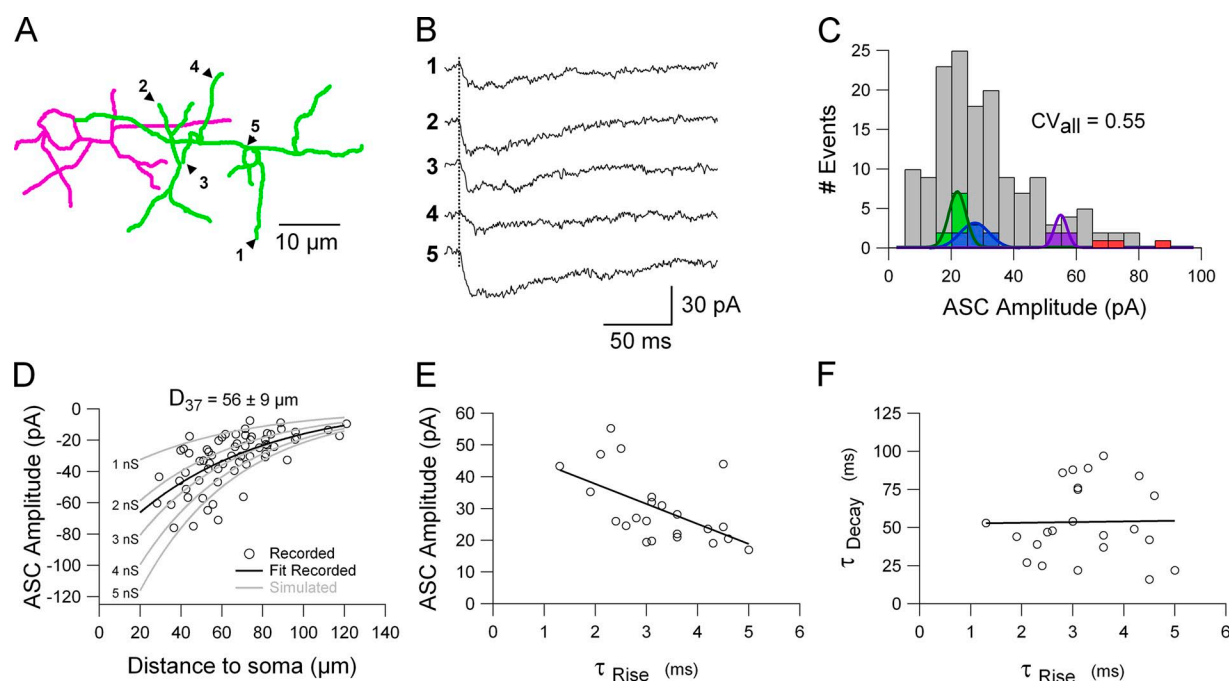 A
2
4
5
3
1
10 µm
B
1
2
3
4
5
30 pA
50 ms
C
25
20
15
10
5
0
# Events
CVall = 0.55
0 20 40 60 80 100
ASC Amplitude (pA)
D
D37 = 56 ± 9 µm
0
-20
-40
-60
-80
-100
-120
ASC Amplitude (pA)
1 nS
2 nS
3 nS
4 nS
5 nS
Recorded
Fit Recorded
Simulated
0 20 40 60 80 100 120 140
Distance to soma (µm)
E
60
50
40
30
20
10
0
ASC Amplitude (pA)
0 1 2 3 4 5 6
τ Rise (ms)
F
125
100
75
50
25
0
τ Decay (ms)
0 1 2 3 4 5 6
τ Rise (ms)